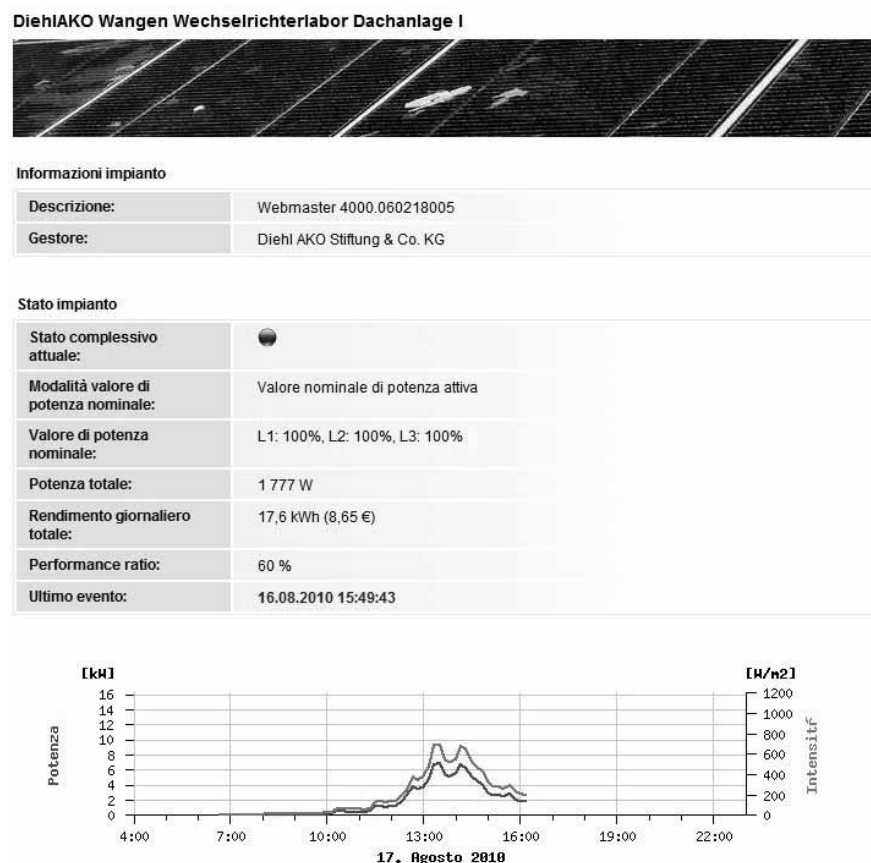 DiehlAKO Wangen Wechselrichterlabor Dachanlage I
Informazioni impianto
Descrizione: Webmaster 4000.060218005
Gestore: Diehl AKO Stiftung & Co. KG
Stato impianto
Stato complessivo
attuale:
Modalità valore di
potenza nominale:
Valore nominale di potenza attiva
Valore di potenza
nominale:
L1: 100%, L2: 100%, L3: 100%
Potenza totale: 1 777 W
Rendimento giornaliero
totale:
17,6 kWh (8,65 €)
Performance ratio: 60 %
Ultimo evento: 16.08.2010 15:49:43
[kW] [W/m2]
16
14
12
10
8
6
4
2
0
Potenza
1200
1000
800
600
400
200
0
Intensitŕ
4:00 7:00 10:00 13:00 16:00 19:00 22:00
17. Agosto 2010